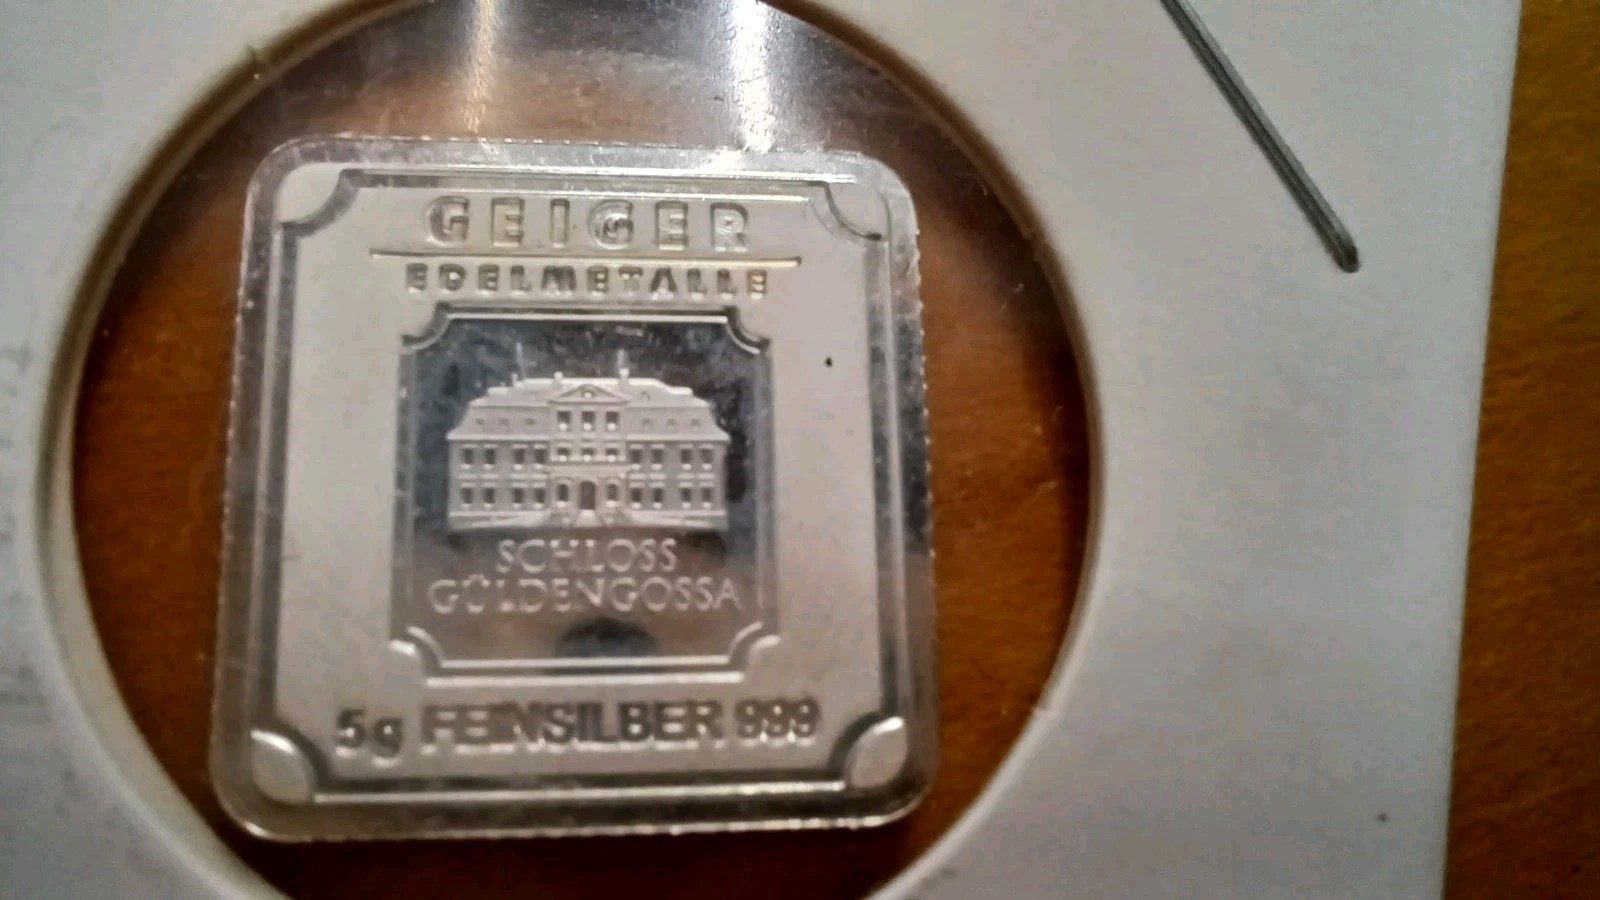 GEIGER
EDELMETALLE
SCHLOSS
GÜLDENGOSSA
5g FEINSILBER 999